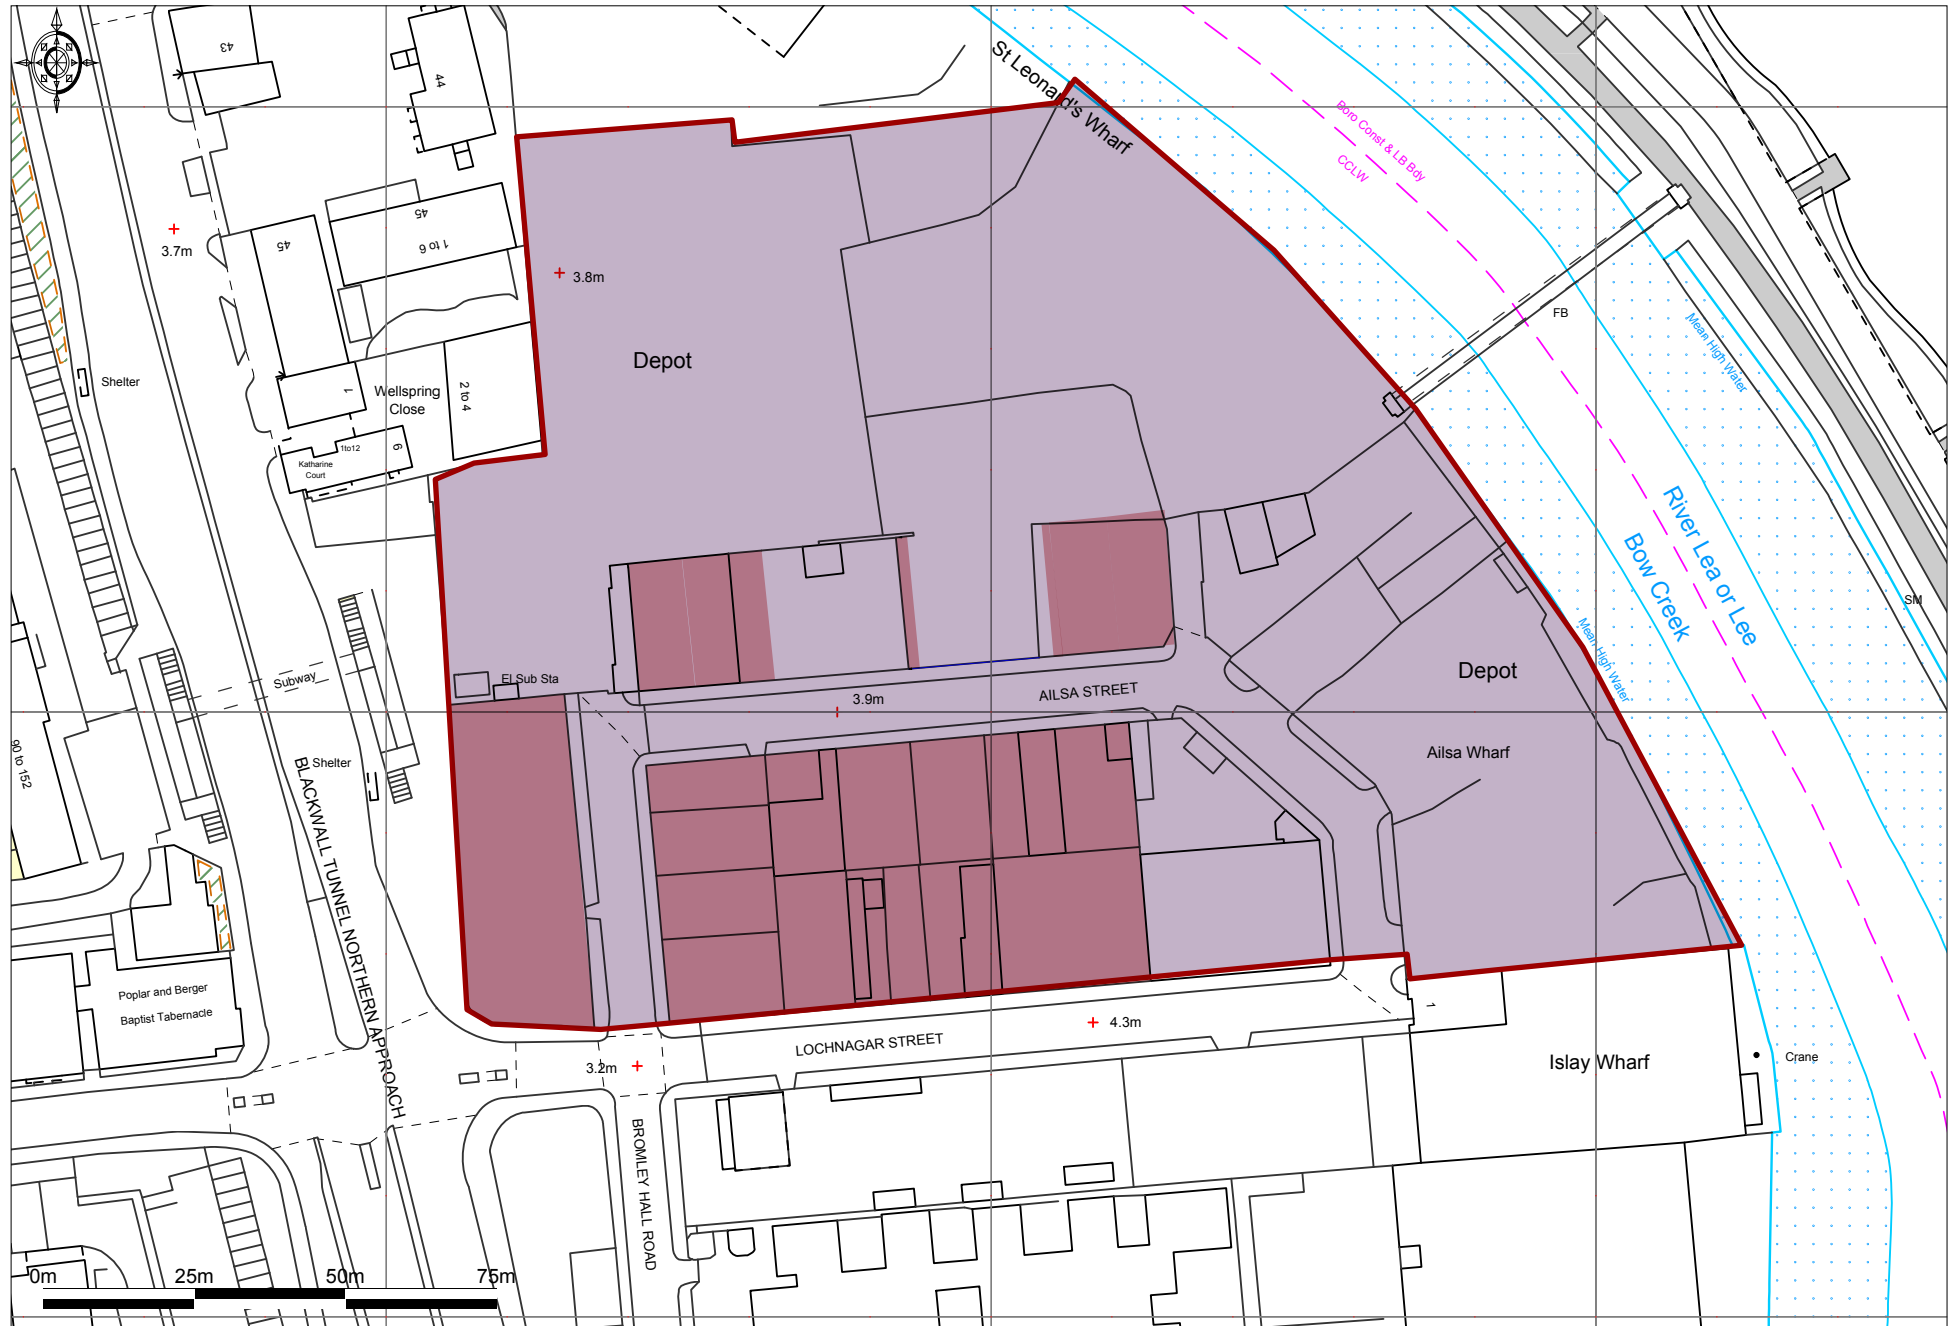 43
44
St Leonard's Wharf
Boro Const & LB Bdy
CCLW
45
45
1 to 6
3.7m
3.8m
FB
Mean High Water
Depot
Shelter
1
Wellspring
Close
2 to 4
1to12
6
Katharine
Court
River Lea or Lee
Bow Creek
SM
Mean High Water
Subway
El Sub Sta
Depot
3.9m
AILSA STREET
Ailsa Wharf
90 to 152
Shelter
BLACKWALL TUNNEL NORTHERN APPROACH
Poplar and Berger
Baptist Tabernacle
1
4.3m
LOCHNAGAR STREET
3.2m
Islay Wharf
Crane
BROMLEY HALL ROAD
0m 25m 50m 75m